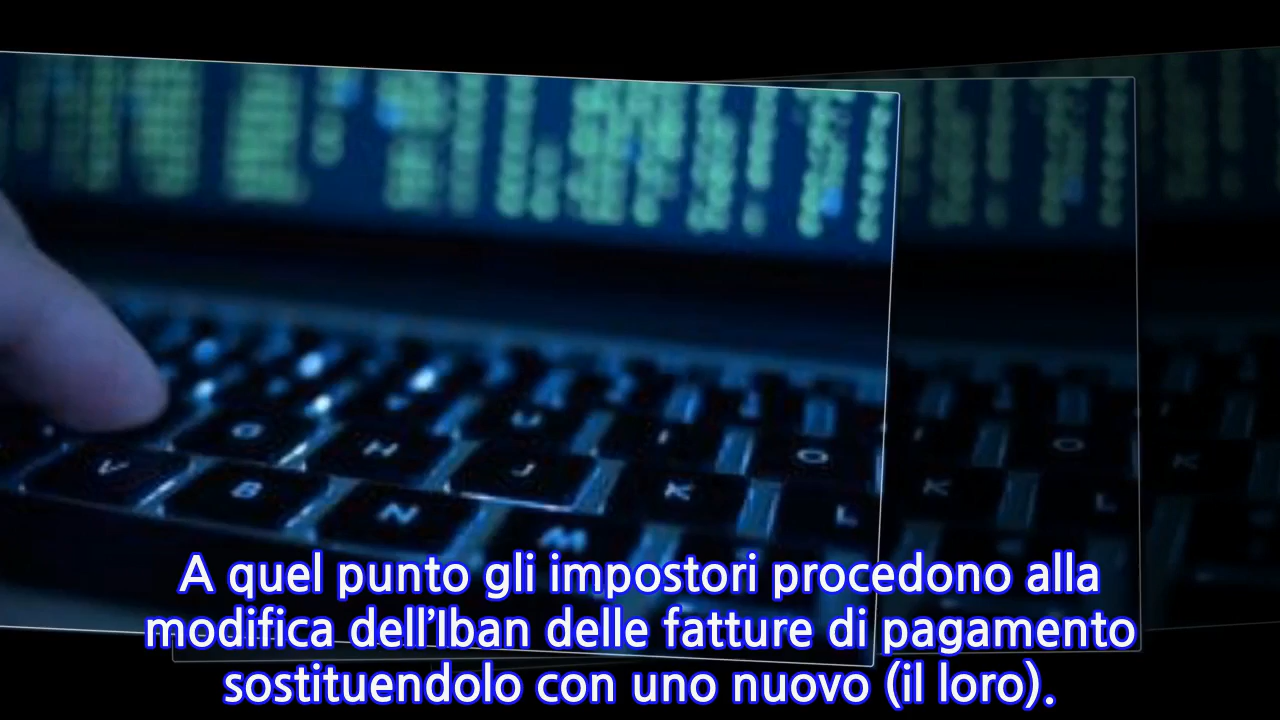 A quel punto gli impostori procedono alla
modifica dell’Iban delle fatture di pagamento
sostituendolo con uno nuovo (il loro).
G H J U I O K
V B N M L